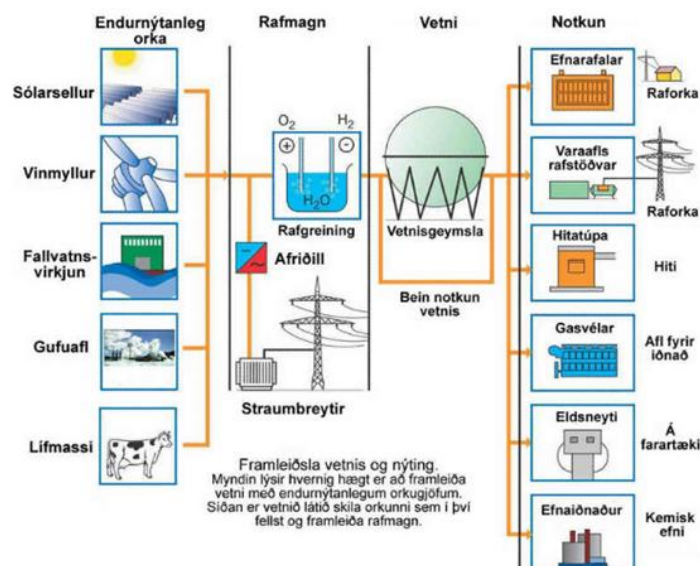 Endurnýtanleg
orka
Rafmagn
Vetni
Notkun
Sólarsellur
Vinmyllur
Fallvatns-
virkjun
Gufuafl
Lífmassi
O2
H2
+
−
H2O
Rafgreining
Afriðill
Straumbreytir
Vetnisgeymsla
Bein notkun
vetnis
Efnarafalar
Raforka
Varaafls
rafstöðvar
Raforka
Hitatúpa
Hiti
Gasvélar
Afl fyrir
iðnað
Eldsneyti
Á
farartæki
Efnaiðnaður
Kemisk
efni
Framleiðsla vetnis og nýting.
Myndin lýsir hvernig hægt er að framleiða
vetni með endurnýtanlegum orkugjöfum.
Síðan er vetnið látið skila orkunni sem í því
fellst og framleiða rafmagn.